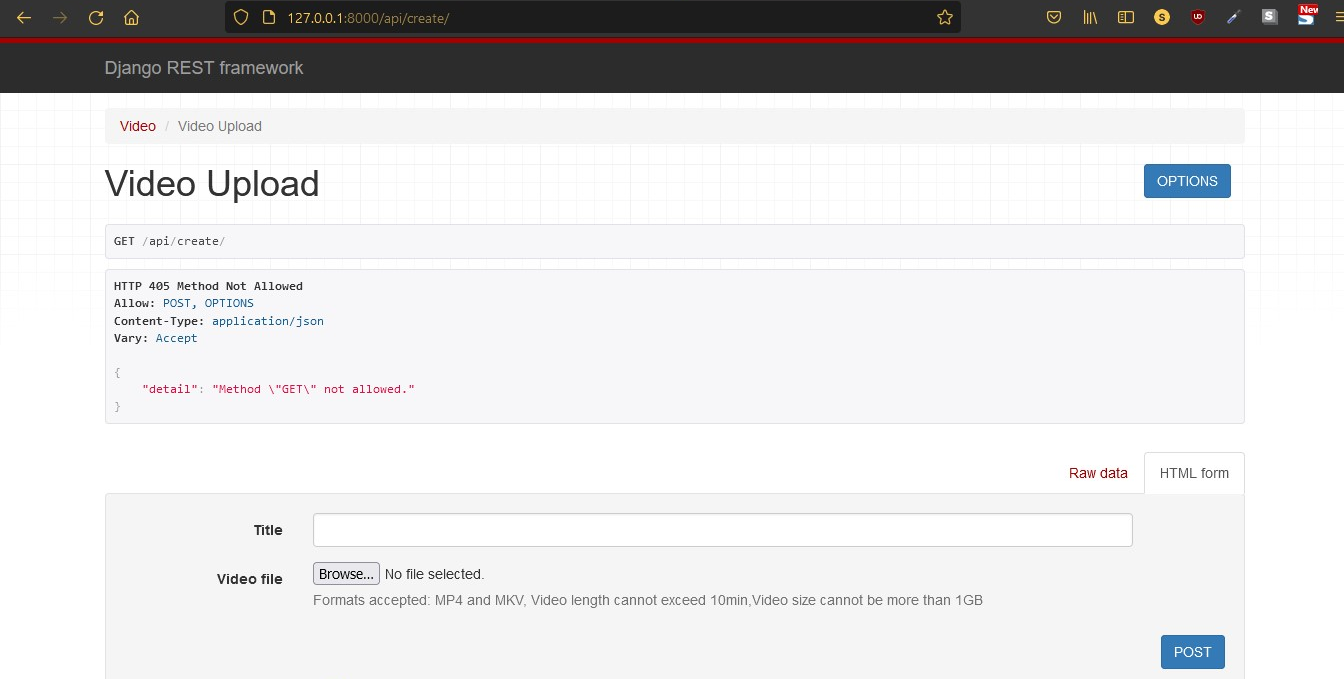 127.0.0.1:8000/api/create/
S
UD
S
New
S
Django REST framework
Video / Video Upload
Video Upload
OPTIONS
GET /api/create/
HTTP 405 Method Not Allowed
Allow: POST, OPTIONS
Content-Type: application/json
Vary: Accept
{
"detail": "Method \"GET\" not allowed."
}
Raw data
HTML form
Title
Video file
Browse... No file selected.
Formats accepted: MP4 and MKV, Video length cannot exceed 10min,Video size cannot be more than 1GB
POST